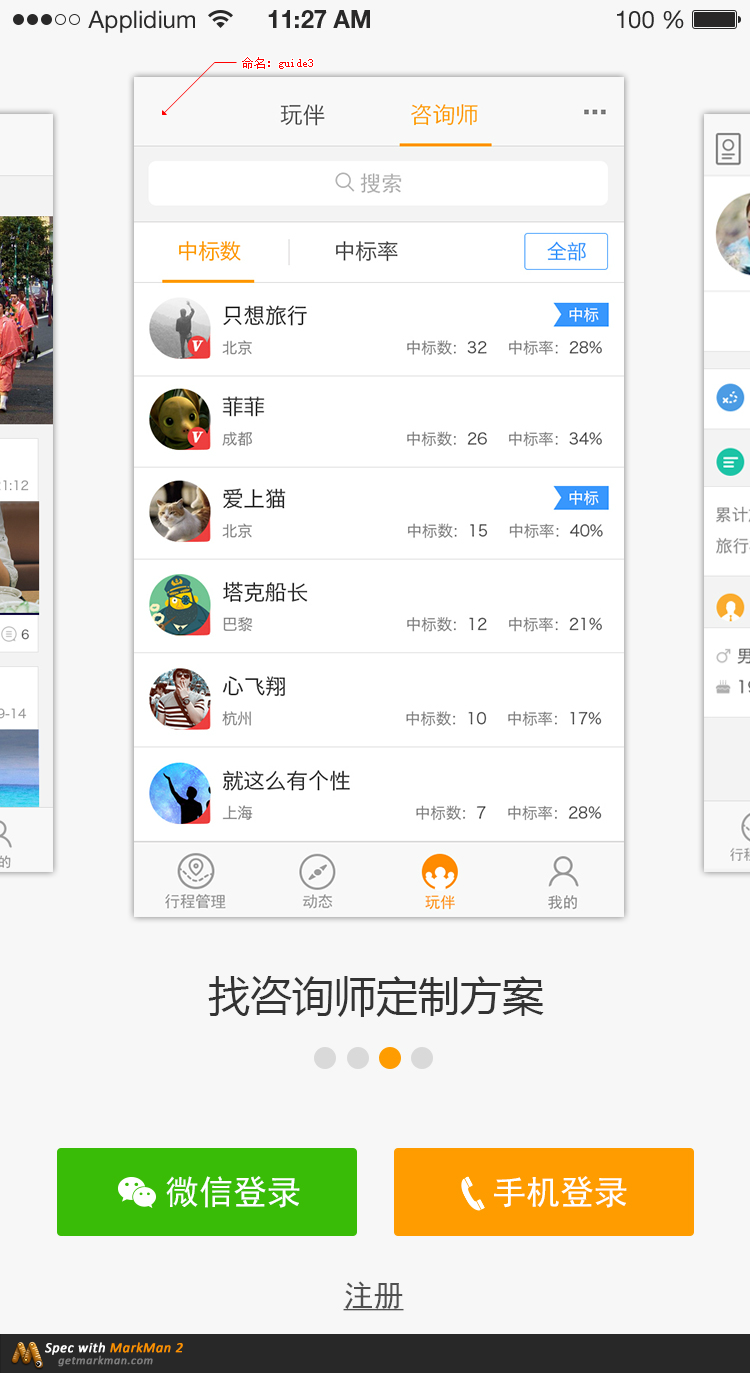 Applidium 11:27 AM 100 %
命名: guide3
玩伴 咨询师 ...
搜索
中标数 中标率 全部
只想旅行 中标
北京 中标数: 32 中标率: 28%
菲菲
成都 中标数: 26 中标率: 34%
爱上猫 中标
北京 中标数: 15 中标率: 40%
塔克船长
巴黎 中标数: 12 中标率: 21%
心飞翔
杭州 中标数: 10 中标率: 17%
就这么有个性
上海 中标数: 7 中标率: 28%
行程管理 动态 玩伴 我的
1:12
6
9-14
的
累计
旅行
男
19
行程
找咨询师定制方案
微信登录 手机登录
注册
Spec with MarkMan 2
getmarkman.com